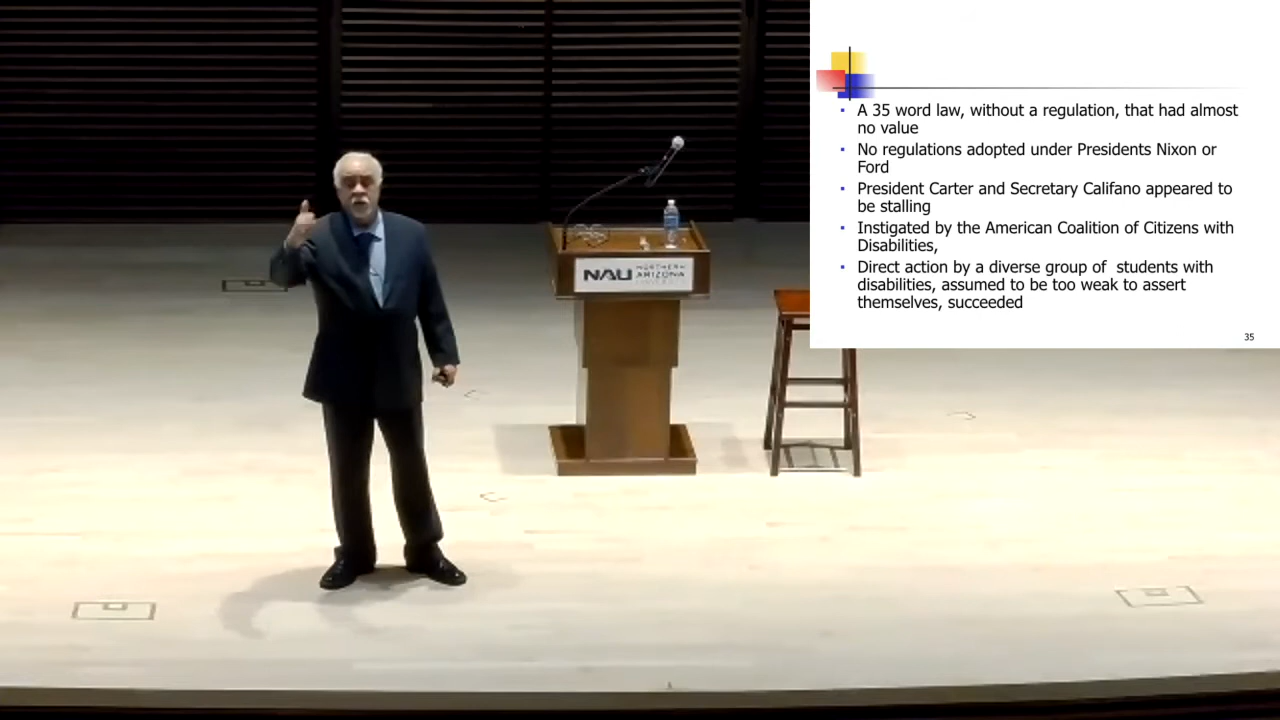 A 35 word law, without a regulation, that had almost
no value
No regulations adopted under Presidents Nixon or
Ford
President Carter and Secretary Califano appeared to
be stalling
Instigated by the American Coalition of Citizens with
Disabilities,
Direct action by a diverse group of students with
disabilities, assumed to be too weak to assert
themselves, succeeded
35
NAU NORTHERN
ARIZONA
UNIVERSITY